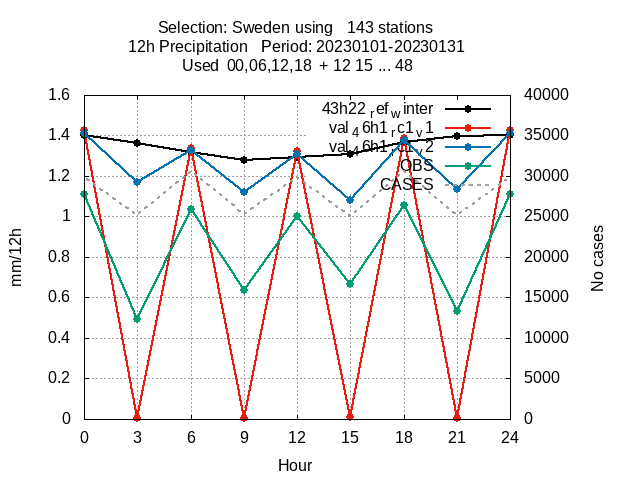 Selection: Sweden using 143 stations
12h Precipitation Period: 20230101-20230131
Used 00,06,12,18 + 12 15 ... 48
1.6 40000
43h22_ref_winter
1.4 35000
val_46h1_rc1_v1
val_46h1_rc1_v2
OBS
1.2 30000
CASES
1 25000
0.8 20000
0.6 15000
0.4 10000
0.2 5000
0 0
mm/12h
No cases
0 3 6 9 12 15 18 21 24
Hour